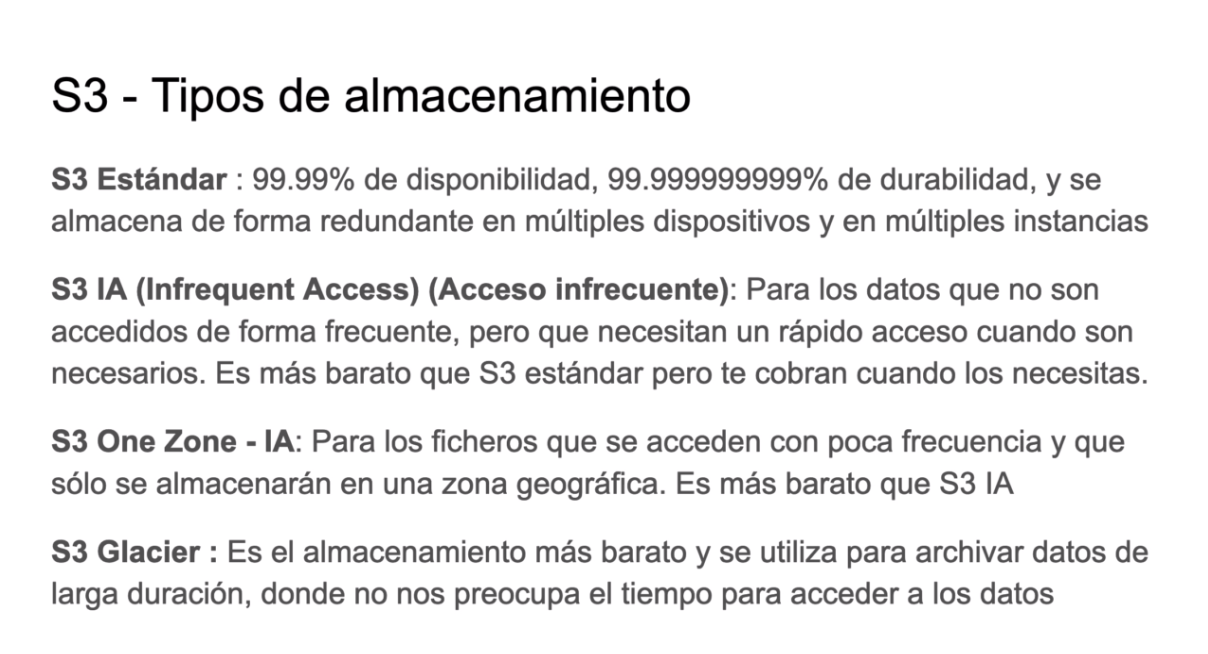 S3 - Tipos de almacenamiento
S3 Estándar : 99.99% de disponibilidad, 99.999999999% de durabilidad, y se
almacena de forma redundante en múltiples dispositivos y en múltiples instancias
S3 IA (Infrequent Access) (Acceso infrecuente): Para los datos que no son
accedidos de forma frecuente, pero que necesitan un rápido acceso cuando son
necesarios. Es más barato que S3 estándar pero te cobran cuando los necesitas.
S3 One Zone - IA: Para los ficheros que se acceden con poca frecuencia y que
sólo se almacenarán en una zona geográfica. Es más barato que S3 IA
S3 Glacier : Es el almacenamiento más barato y se utiliza para archivar datos de
larga duración, donde no nos preocupa el tiempo para acceder a los datos